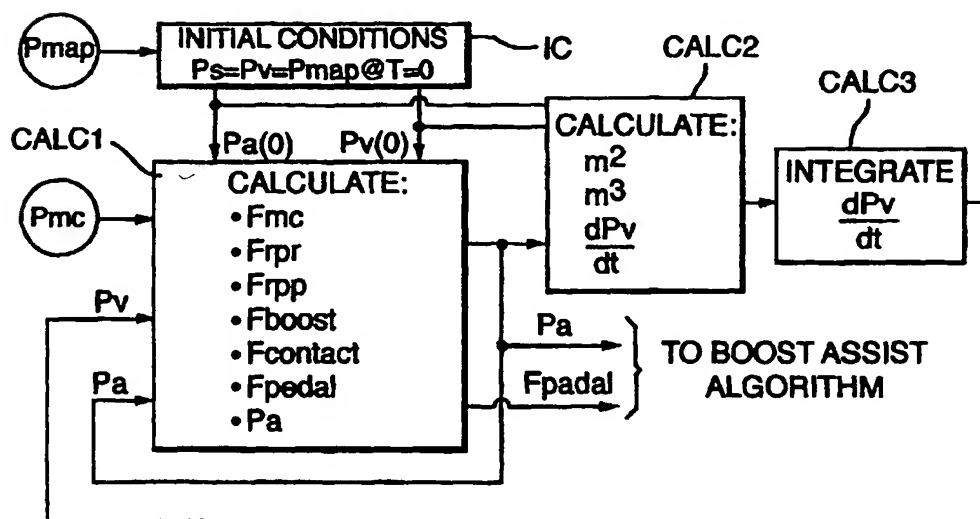 Pmap
INITIAL CONDITIONS
Ps=Pv=Pmap@T=0
IC
CALC2
CALC3
CALC1
Pa(0)
Pv(0)
CALCULATE:
m2
m3
dPv
dt
INTEGRATE
dPv
dt
Pmc
CALCULATE:
•Fmc
•Frpr
•Frpp
•Fboost
•Fcontact
•Fpedal
•Pa
Pv
Pa
Pa
Fpadal
TO BOOST ASSIST
ALGORITHM